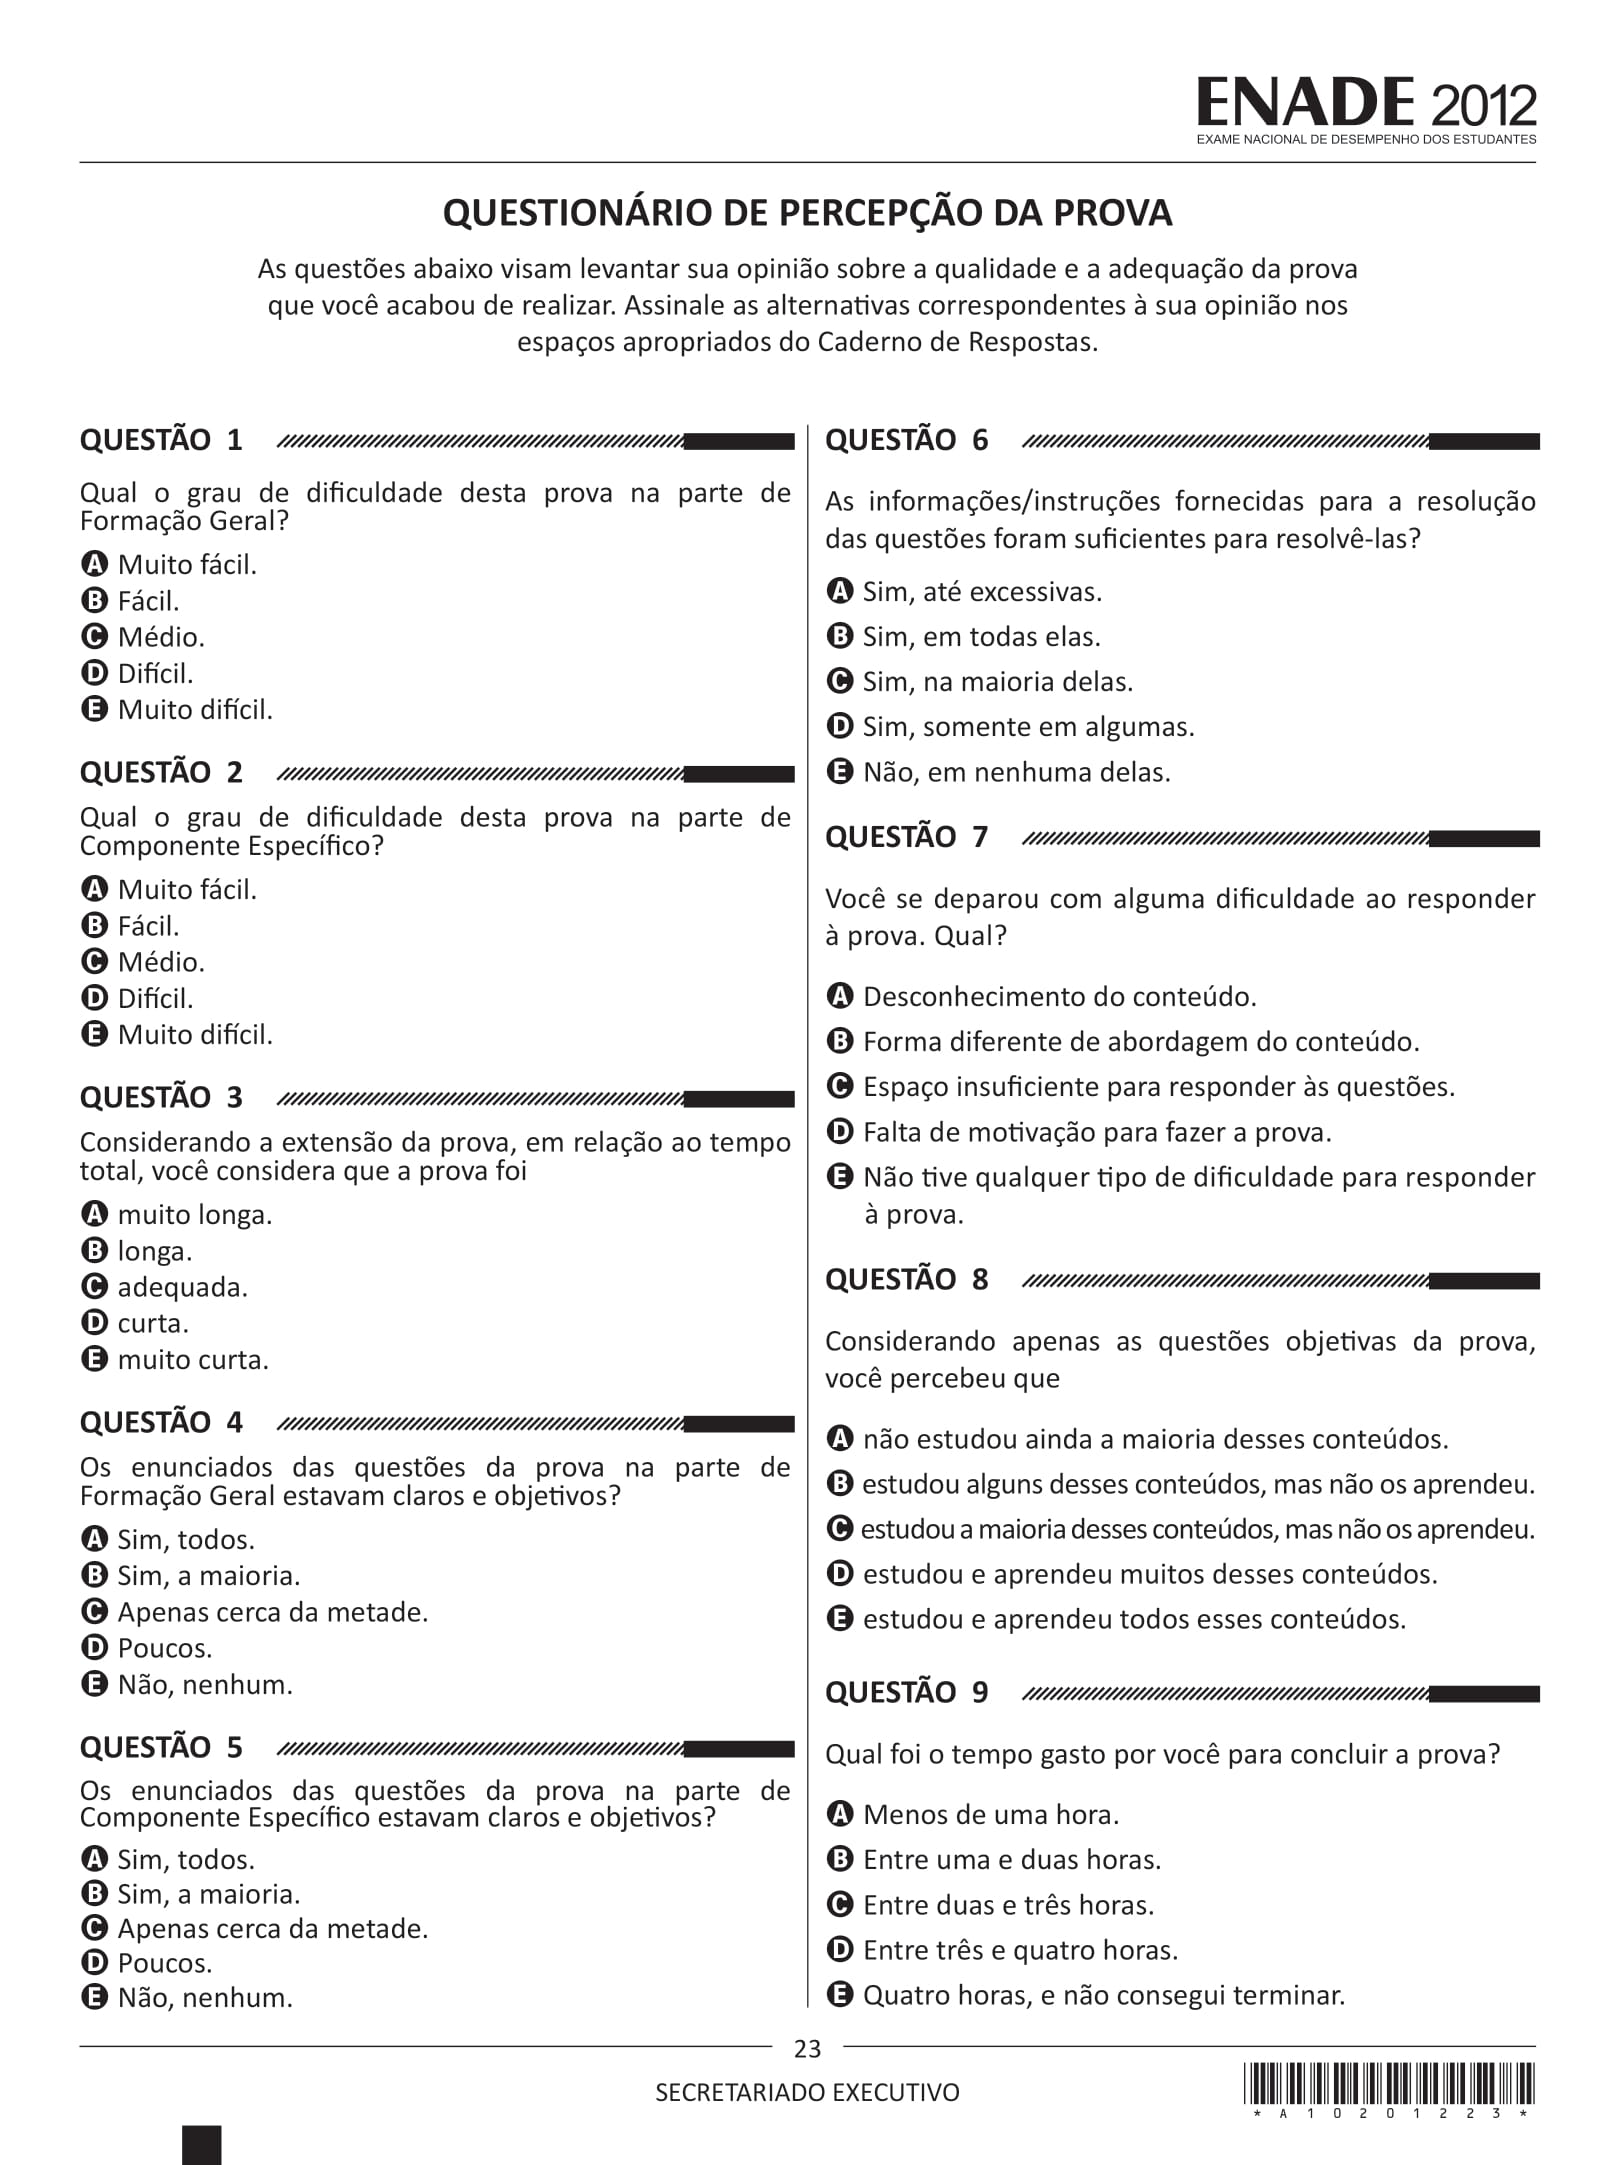 ENADE 2012
EXAME NACIONAL DE DESEMPENHO DOS ESTUDANTES
QUESTIONÁRIO DE PERCEPÇÃO DA PROVA
As questões abaixo visam levantar sua opinião sobre a qualidade e a adequação da prova
que você acabou de realizar. Assinale as alternativas correspondentes à sua opinião nos
espaços apropriados do Caderno de Respostas.
QUESTÃO 1
Qual o grau de dificuldade desta prova na parte de
Formação Geral?
A Muito fácil.
B Fácil.
C Médio.
D Difícil.
E Muito difícil.
QUESTÃO 2
Qual o grau de dificuldade desta prova na parte de
Componente Específico?
A Muito fácil.
B Fácil.
C Médio.
D Difícil.
E Muito difícil.
QUESTÃO 3
Considerando a extensão da prova, em relação ao tempo
total, você considera que a prova foi
A muito longa.
B longa.
C adequada.
D curta.
E muito curta.
QUESTÃO 4
Os enunciados das questões da prova na parte de
Formação Geral estavam claros e objetivos?
A Sim, todos.
B Sim, a maioria.
C Apenas cerca da metade.
D Poucos.
E Não, nenhum.
QUESTÃO 5
Os enunciados das questões da prova na parte de
Componente Específico estavam claros e objetivos?
A Sim, todos.
B Sim, a maioria.
C Apenas cerca da metade.
D Poucos.
E Não, nenhum.
QUESTÃO 6
As informações/instruções fornecidas para a resolução
das questões foram suficientes para resolvê-las?
A Sim, até excessivas.
B Sim, em todas elas.
C Sim, na maioria delas.
D Sim, somente em algumas.
E Não, em nenhuma delas.
QUESTÃO 7
Você se deparou com alguma dificuldade ao responder
à prova. Qual?
A Desconhecimento do conteúdo.
B Forma diferente de abordagem do conteúdo.
C Espaço insuficiente para responder às questões.
D Falta de motivação para fazer a prova.
E Não tive qualquer tipo de dificuldade para responder
à prova.
QUESTÃO 8
Considerando apenas as questões objetivas da prova,
você percebeu que
A não estudou ainda a maioria desses conteúdos.
B estudou alguns desses conteúdos, mas não os aprendeu.
C estudou a maioria desses conteúdos, mas não os aprendeu.
D estudou e aprendeu muitos desses conteúdos.
E estudou e aprendeu todos esses conteúdos.
QUESTÃO 9
Qual foi o tempo gasto por você para concluir a prova?
A Menos de uma hora.
B Entre uma e duas horas.
C Entre duas e três horas.
D Entre três e quatro horas.
E Quatro horas, e não consegui terminar.
23
SECRETARIADO EXECUTIVO
* A 1 0 2 0 1 2 2 3 *